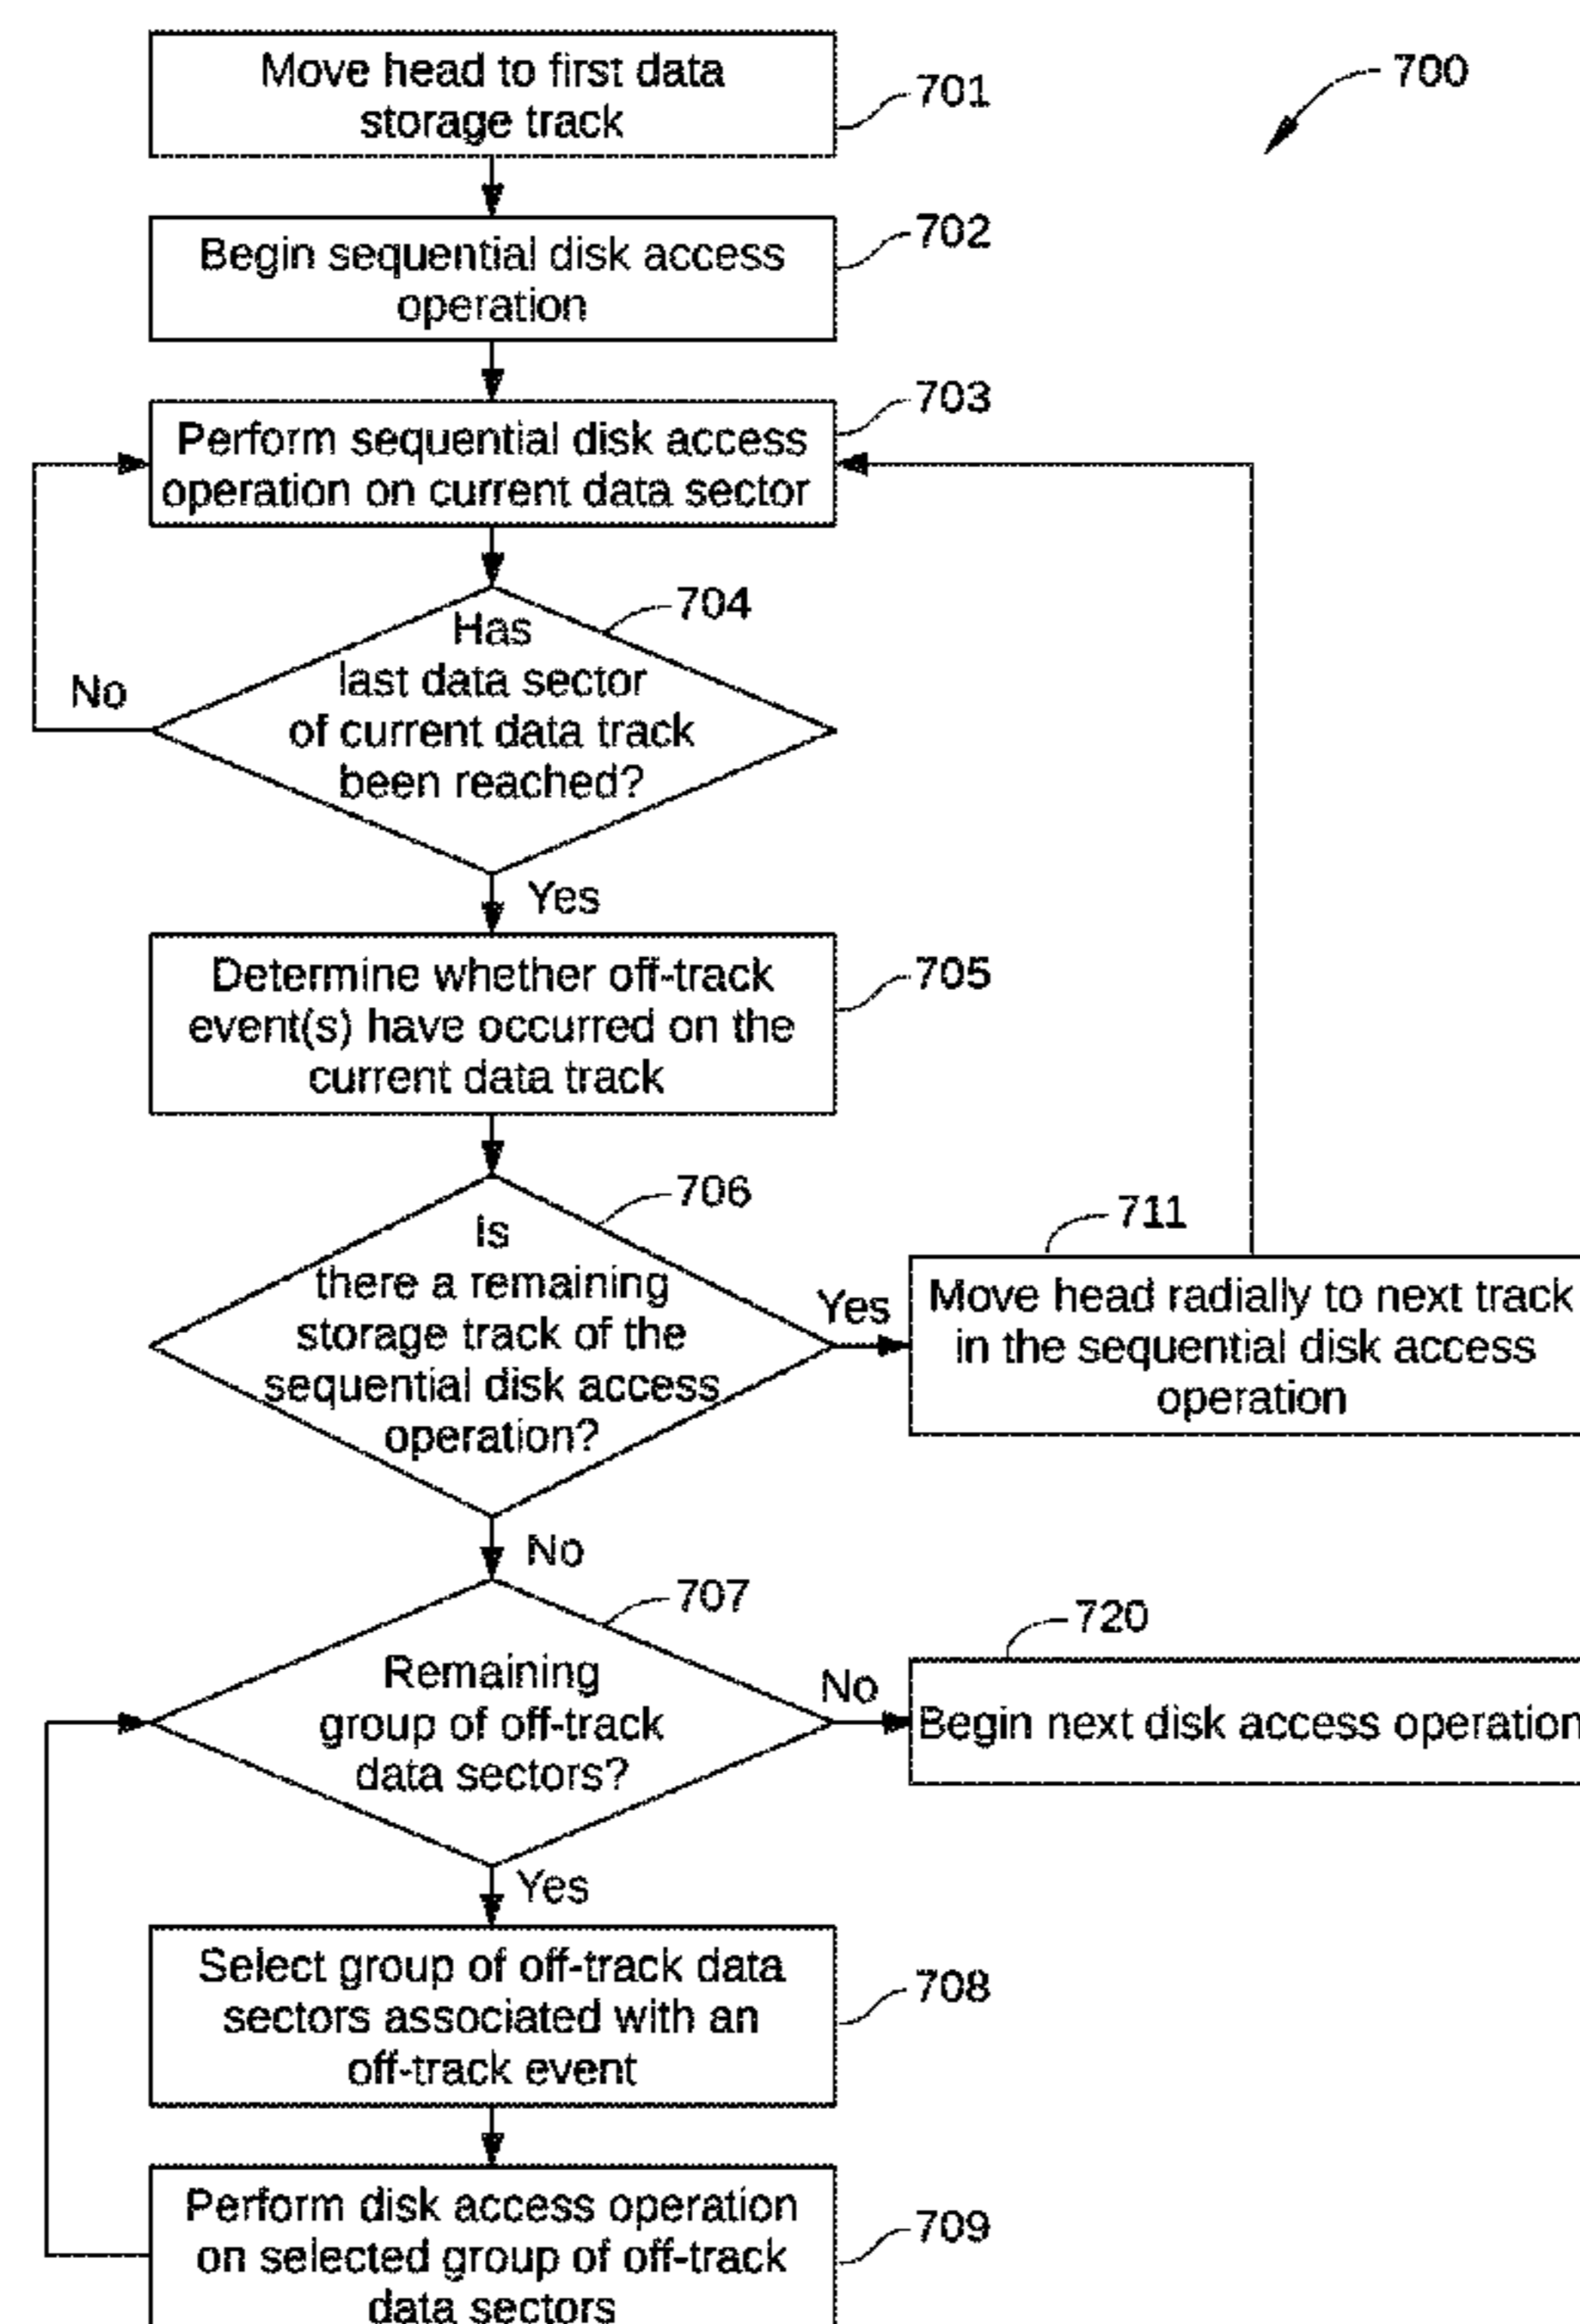 Move head to first data
storage track
701
700
Begin sequential disk access
operation
702
Perform sequential disk access
operation on current data sector
703
Has
last data sector
of current data track
been reached?
704
No
Yes
Determine whether off-track
event(s) have occurred on the
current data track
705
Is
there a remaining
storage track of the
sequential disk access
operation?
706
Yes
711
Move head radially to next track
in the sequential disk access
operation
No
Remaining
group of off-track
data sectors?
707
No
720
Begin next disk access operation
Yes
Select group of off-track data
sectors associated with an
off-track event
708
Perform disk access operation
on selected group of off-track
data sectors
709